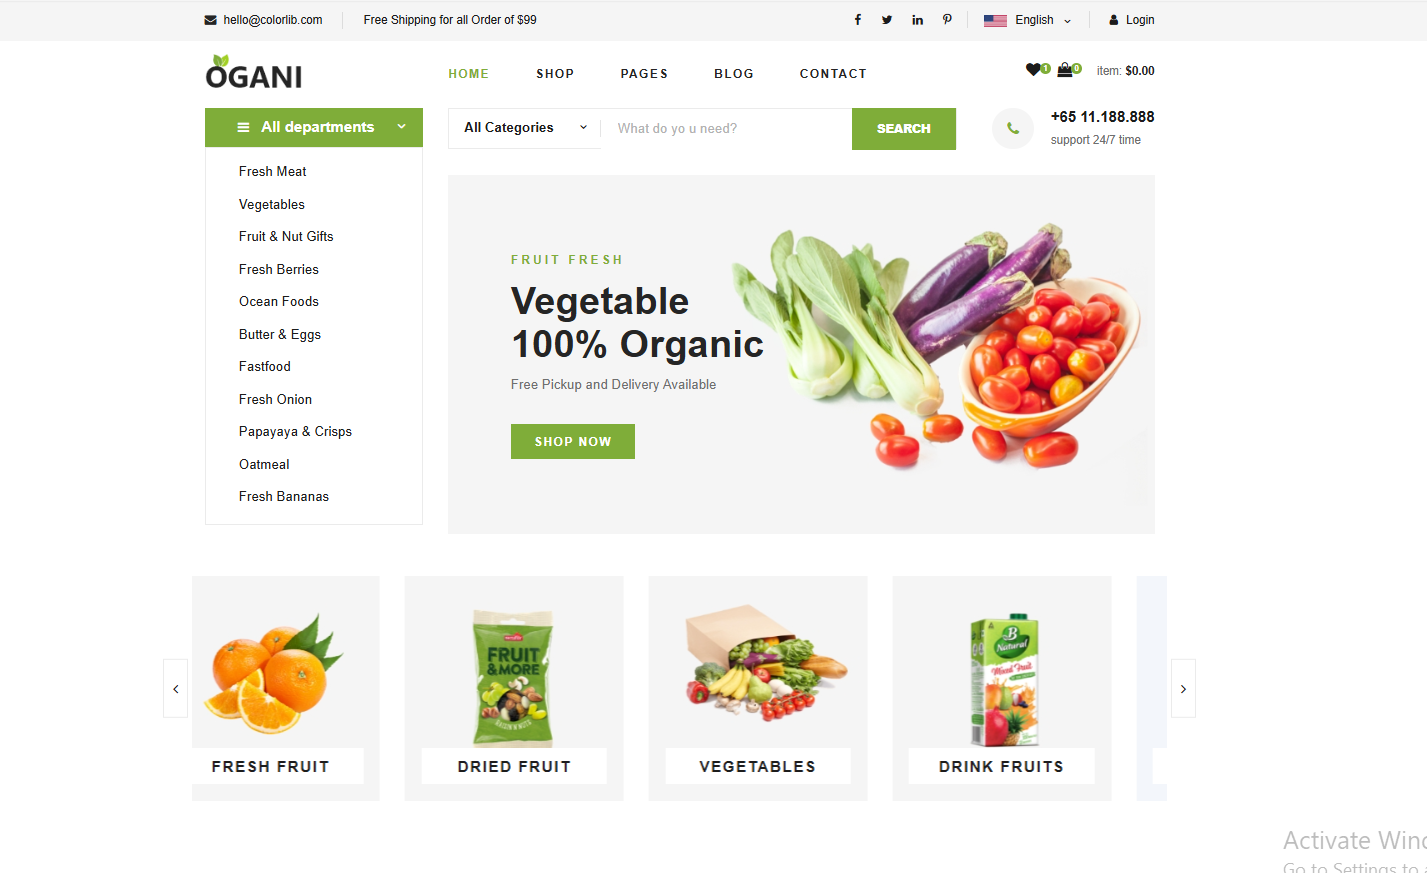 hello@colorlib.com
Free Shipping for all Order of $99
English
Login
OGANI
HOME
SHOP
PAGES
BLOG
CONTACT
1
0
item: $0.00
All departments
All Categories
What do yo u need?
SEARCH
+65 11.188.888
support 24/7 time
Fresh Meat
Vegetables
Fruit & Nut Gifts
Fresh Berries
Ocean Foods
Butter & Eggs
Fastfood
Fresh Onion
Papayaya & Crisps
Oatmeal
Fresh Bananas
FRUIT FRESH
Vegetable
100% Organic
Free Pickup and Delivery Available
SHOP NOW
FRUIT
&MORE
B
Natural
Mixed Fruit
FRESH FRUIT
DRIED FRUIT
VEGETABLES
DRINK FRUITS
Activate Wind
Go to Settings to a